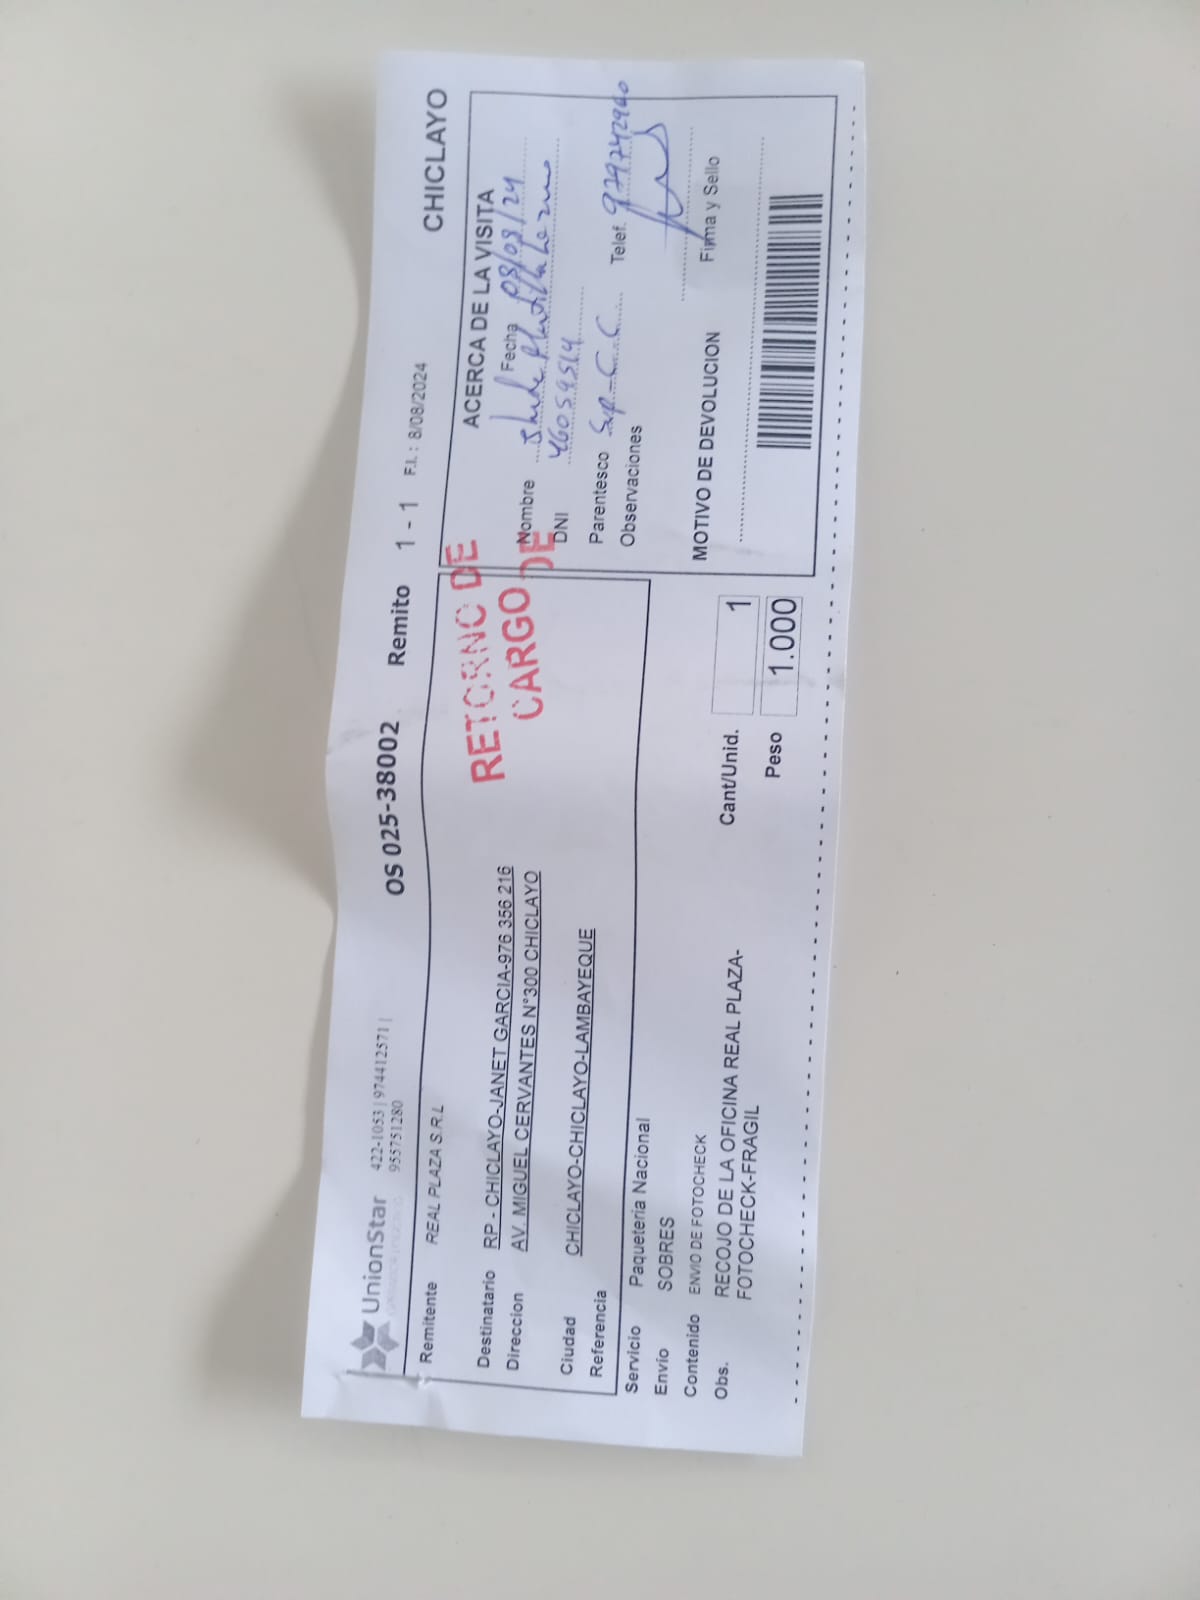 UnionStar 422-1053 | 974412571 |
955751280
OS 025-38002 Remito 1 - 1 F.I. : 8/08/2024 CHICLAYO
Remitente REAL PLAZA S.R.L
Destinatario RP - CHICLAYO-JANET GARCIA-976 356 216
Direccion AV. MIGUEL CERVANTES N°300 CHICLAYO
Ciudad CHICLAYO-CHICLAYO-LAMBAYEQUE
Referencia
RETORNO DE
CARGO DE
Servicio Paqueteria Nacional
Envío SOBRES
Contenido ENVIO DE FOTOCHECK
Obs. RECOJO DE LA OFICINA REAL PLAZA-
FOTOCHECK-FRAGIL
Cant/Unid. 1
Peso 1.000
ACERCA DE LA VISITA
Fecha 08/08/24
Nombre
DNI 46059514
Parentesco Sup-C.C
Observaciones Telef. 979742960
Firma y Sello
MOTIVO DE DEVOLUCION